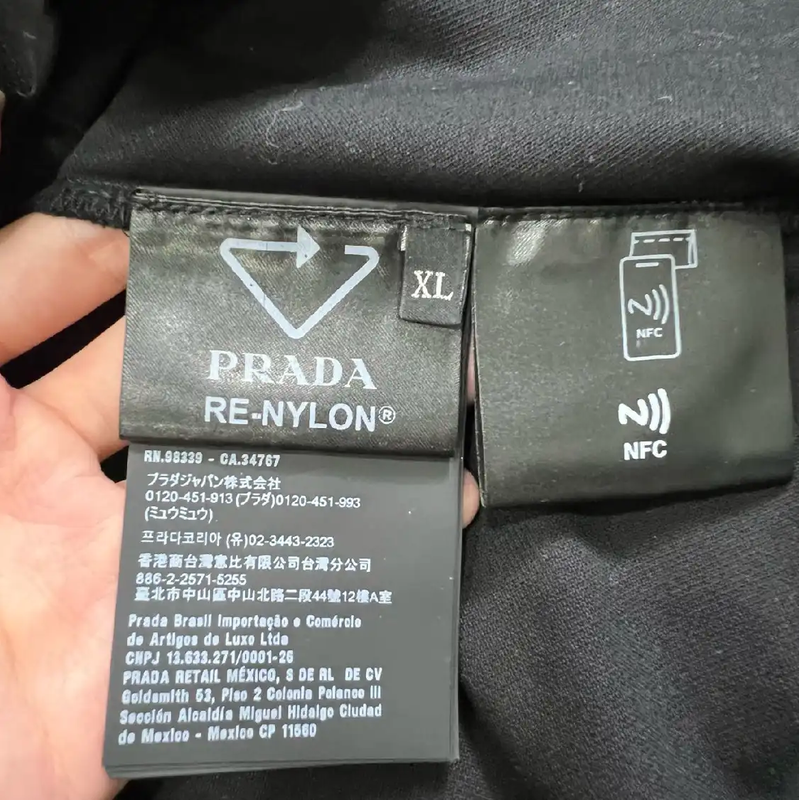 PRADA
RE-NYLON®
XL
RN.98339 - CA.34767
プラダジャパン株式会社
0120-451-913 (プラダ)0120-451-993
(ミュウミュウ)
프라다코리아 (유)02-3443-2323
香港商台灣意比有限公司台灣分公司
886-2-2571-5255
臺北市中山區中山北路二段44號12樓A室
Prada Brasil Importação e Comércio
de Artigos de Luxo Ltda
CNPJ 13.633.271/0001-26
PRADA RETAIL MÉXICO, S DE RL DE CV
Goldsmith 53, Piso 2 Colonia Polanco III
Sección Alcaldía Miguel Hidalgo Ciudad
de Mexico - Mexico CP 11560
NFC
NFC